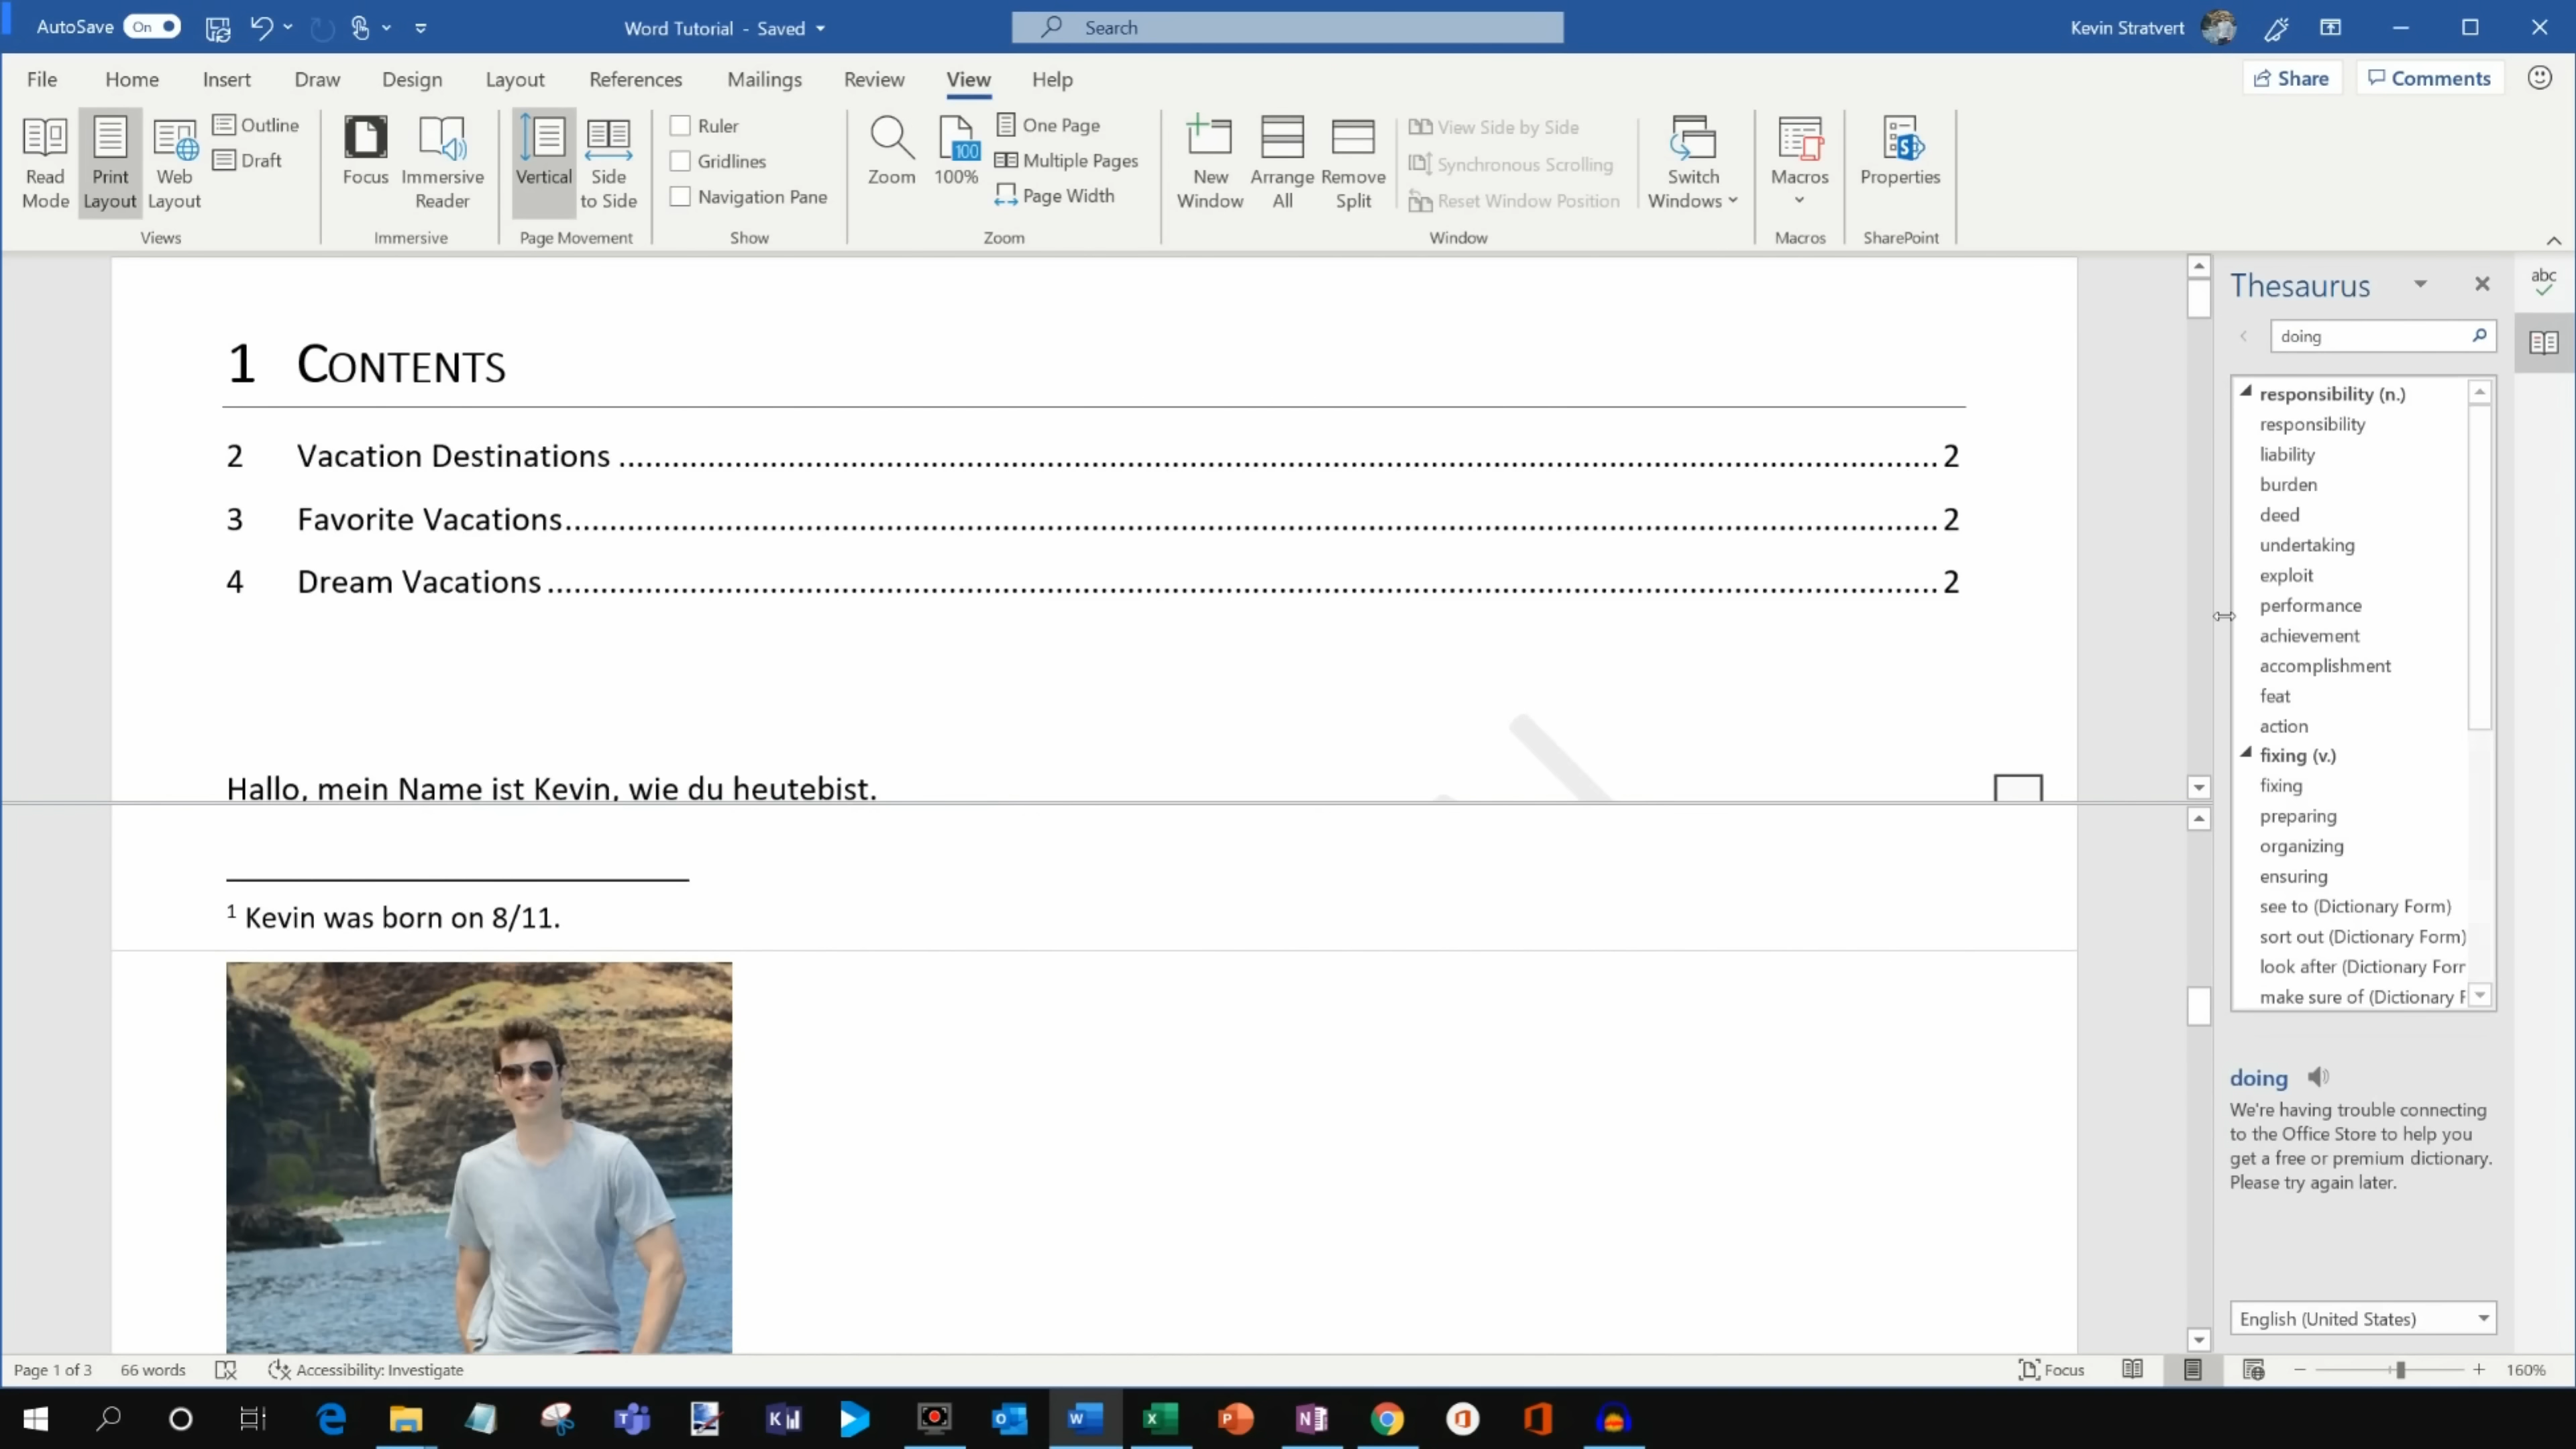 AutoSave On
Word Tutorial - Saved
Search
Kevin Stratvert
File Home Insert Draw Design Layout References Mailings Review View Help
Share Comments
Read Mode
Print Layout
Web Layout
Outline
Draft
Views
Focus
Immersive Reader
Immersive
Vertical
Side to Side
Page Movement
Ruler
Gridlines
Navigation Pane
Show
Zoom
100
100%
One Page
Multiple Pages
Page Width
Zoom
New Window
Arrange All
Remove Split
View Side by Side
Synchronous Scrolling
Reset Window Position
Switch Windows
Window
Macros
Macros
Properties
SharePoint
1 CONTENTS
2 Vacation Destinations ........ 2
3 Favorite Vacations ........ 2
4 Dream Vacations ........ 2
Hallo, mein Name ist Kevin, wie du heutebist.
1 Kevin was born on 8/11.
Thesaurus
abc
doing
responsibility (n.)
responsibility
liability
burden
deed
undertaking
exploit
performance
achievement
accomplishment
feat
action
fixing (v.)
fixing
preparing
organizing
ensuring
see to (Dictionary Form)
sort out (Dictionary Form)
look after (Dictionary Forr
make sure of (Dictionary F
doing
We're having trouble connecting
to the Office Store to help you
get a free or premium dictionary.
Please try again later.
English (United States)
Page 1 of 3 66 words Accessibility: Investigate
Focus 160%